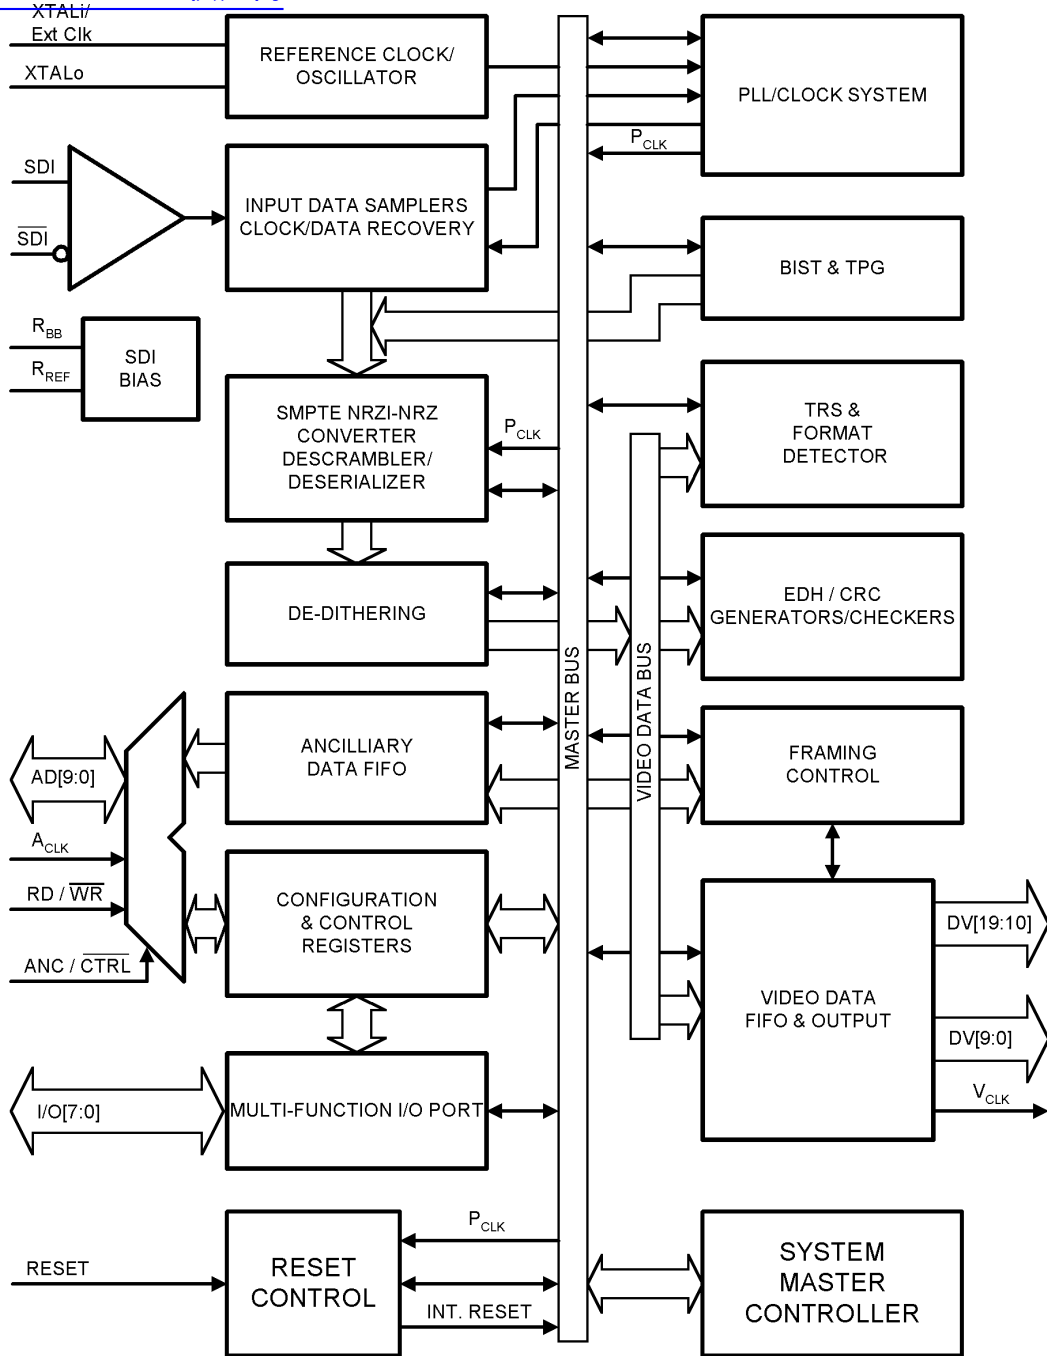 XTALi/
Ext Clk
XTALo
REFERENCE CLOCK/
OSCILLATOR
PLL/CLOCK SYSTEM
PCLK
SDI
SDI
INPUT DATA SAMPLERS
CLOCK/DATA RECOVERY
BIST & TPG
RBB
RREF
SDI
BIAS
SMPTE NRZI-NRZ
CONVERTER
DESCRAMBLER/
DESERIALIZER
PCLK
TRS &
FORMAT
DETECTOR
DE-DITHERING
EDH / CRC
GENERATORS/CHECKERS
MASTER BUS
VIDEO DATA BUS
AD[9:0]
ACLK
RD / WR
ANC / CTRL
ANCILLIARY
DATA FIFO
FRAMING
CONTROL
CONFIGURATION
& CONTROL
REGISTERS
VIDEO DATA
FIFO & OUTPUT
DV[19:10]
DV[9:0]
VCLK
I/O[7:0]
MULTI-FUNCTION I/O PORT
RESET
RESET
CONTROL
PCLK
INT. RESET
SYSTEM
MASTER
CONTROLLER